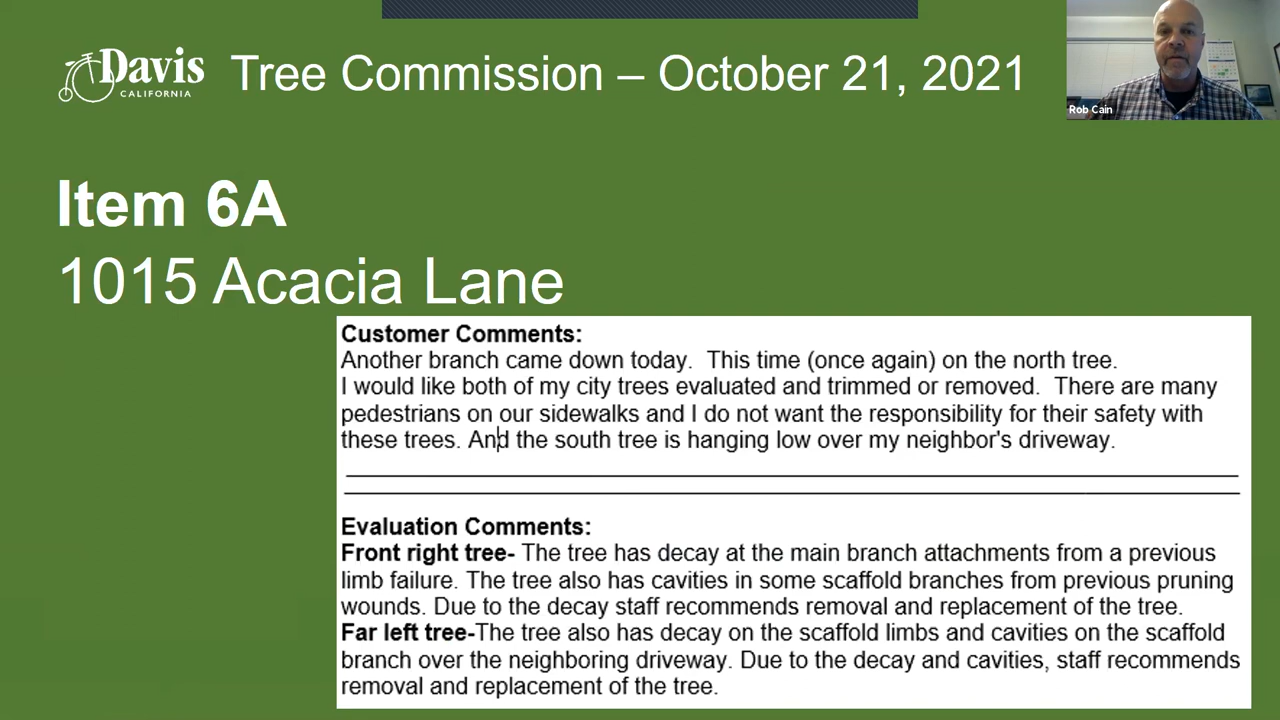 Davis
CALIFORNIA
Tree Commission – October 21, 2021
Rob Cain
Item 6A
1015 Acacia Lane
Customer Comments:
Another branch came down today.  This time (once again) on the north tree.
I would like both of my city trees evaluated and trimmed or removed.  There are many
pedestrians on our sidewalks and I do not want the responsibility for their safety with
these trees. And the south tree is hanging low over my neighbor's driveway.
Evaluation Comments:
Front right tree- The tree has decay at the main branch attachments from a previous
limb failure. The tree also has cavities in some scaffold branches from previous pruning
wounds. Due to the decay staff recommends removal and replacement of the tree.
Far left tree-The tree also has decay on the scaffold limbs and cavities on the scaffold
branch over the neighboring driveway. Due to the decay and cavities, staff recommends
removal and replacement of the tree.